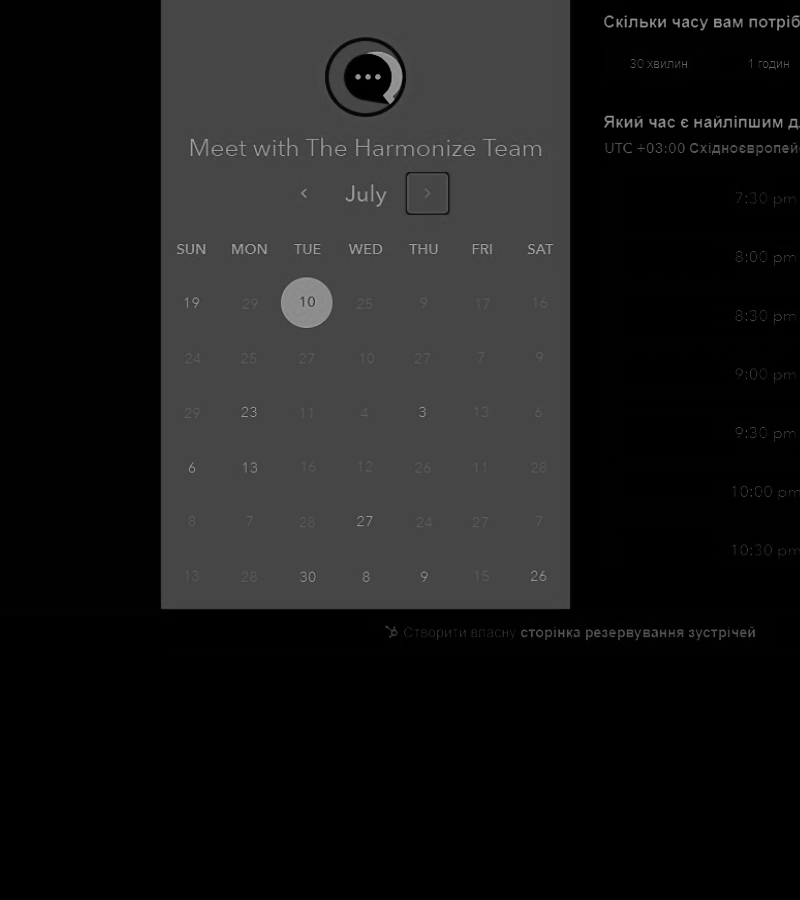 Meet with The Harmonize Team
July
SUN MON TUE WED THU FRI SAT
19 29 10 25 9 17 16
24 25 27 10 27 7 9
29 23 11 4 3 13 6
6 13 16 12 26 11 28
8 7 28 27 24 27 7
13 28 30 8 9 15 26
Скільки часу вам потріб
30 хвилин 1 годин
Який час є найліпшим д
UTC +03:00 Східноєвропей
7:30 pm
8:00 pm
8:30 pm
9:00 pm
9:30 pm
10:00 pm
10:30 pm
Створити власну сторінка резервування зустрічей